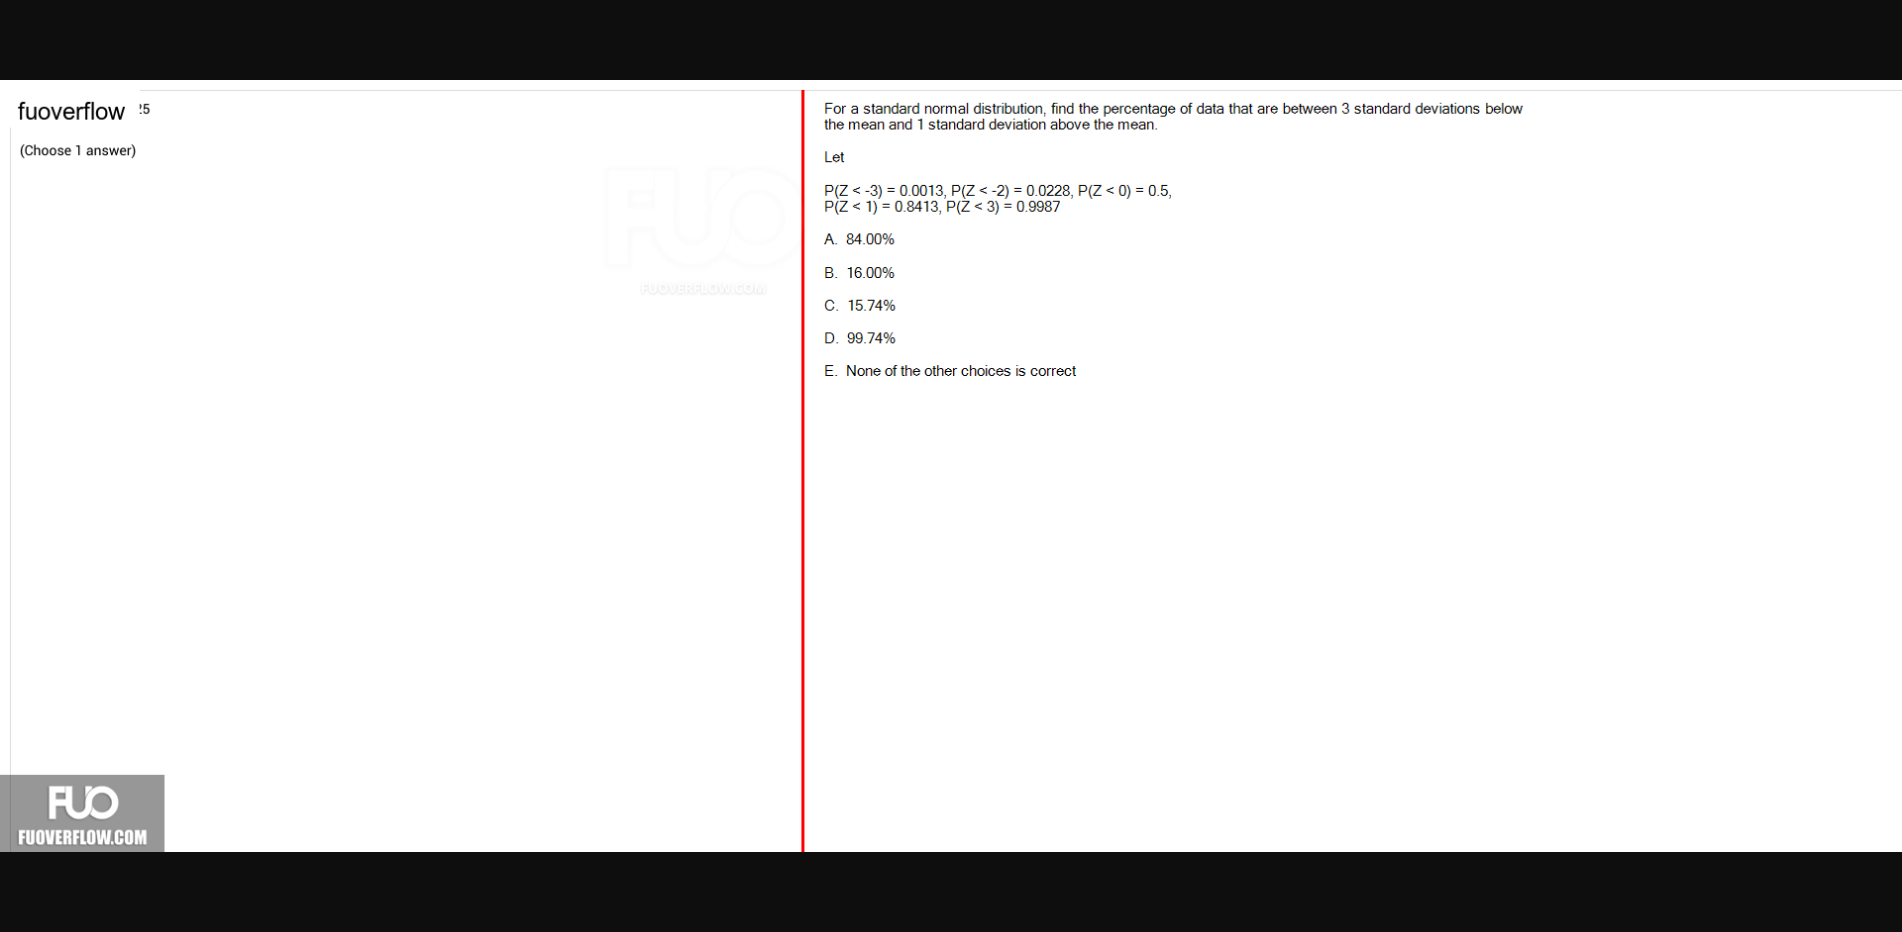 fuoverflow :5
(Choose 1 answer)
FUO
FUOVERFLOW.COM
For a standard normal distribution, find the percentage of data that are between 3 standard deviations below
the mean and 1 standard deviation above the mean.
Let
P(Z < -3) = 0.0013, P(Z < -2) = 0.0228, P(Z < 0) = 0.5,
P(Z < 1) = 0.8413, P(Z < 3) = 0.9987
A. 84.00%
B. 16.00%
C. 15.74%
D. 99.74%
E. None of the other choices is correct
FUO
FUOVERFLOW.COM